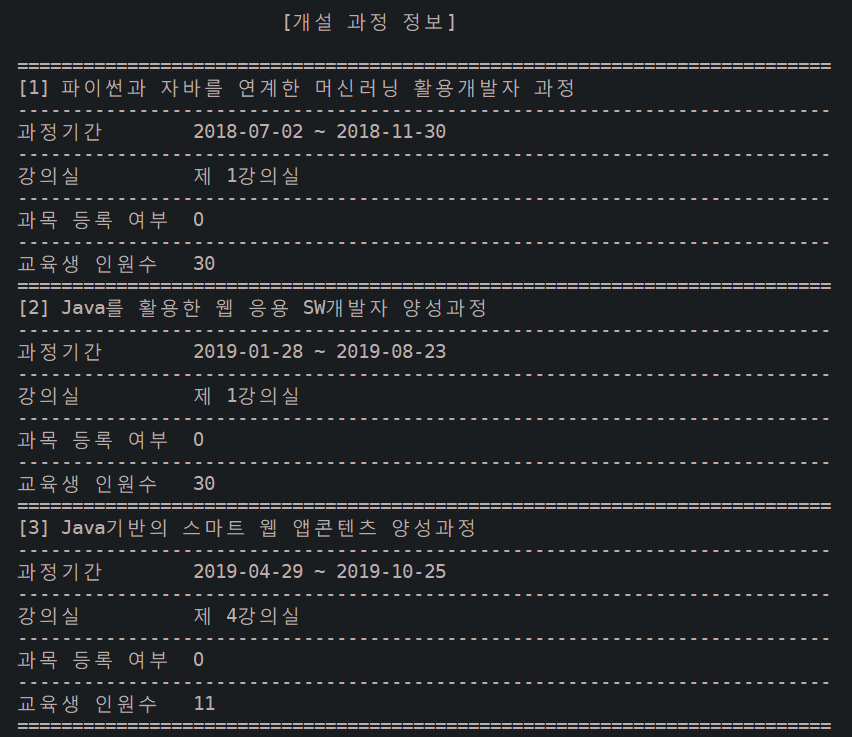 [개설 과정 정보]
==========================================================================
[1] 파이썬과 자바를 연계한 머신러닝 활용개발자 과정
--------------------------------------------------------------------------
과정기간 2018-07-02 ~ 2018-11-30
--------------------------------------------------------------------------
강의실 제 1강의실
--------------------------------------------------------------------------
과목 등록 여부 0
--------------------------------------------------------------------------
교육생 인원수 30
==========================================================================
[2] Java를 활용한 웹 응용 SW개발자 양성과정
--------------------------------------------------------------------------
과정기간 2019-01-28 ~ 2019-08-23
--------------------------------------------------------------------------
강의실 제 1강의실
--------------------------------------------------------------------------
과목 등록 여부 0
--------------------------------------------------------------------------
교육생 인원수 30
==========================================================================
[3] Java기반의 스마트 웹 앱콘텐츠 양성과정
--------------------------------------------------------------------------
과정기간 2019-04-29 ~ 2019-10-25
--------------------------------------------------------------------------
강의실 제 4강의실
--------------------------------------------------------------------------
과목 등록 여부 0
--------------------------------------------------------------------------
교육생 인원수 11
==========================================================================